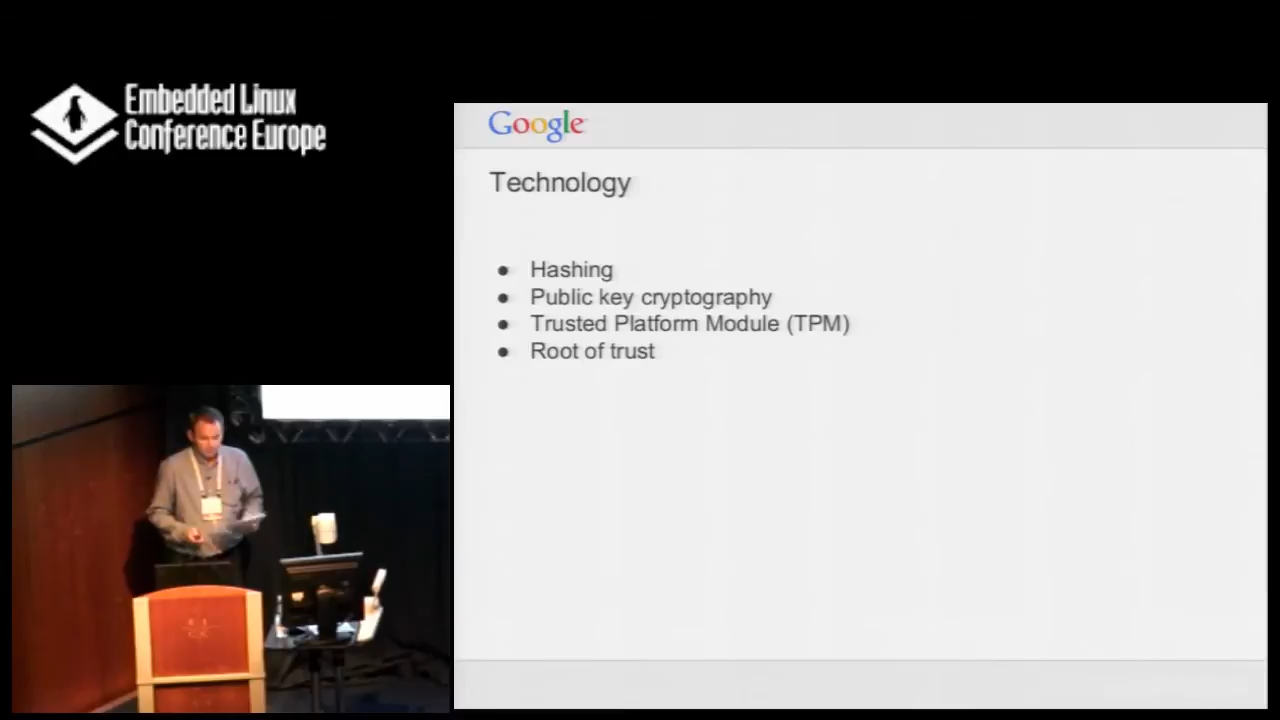 Embedded Linux
Conference Europe
Google
Technology
Hashing
Public key cryptography
Trusted Platform Module (TPM)
Root of trust